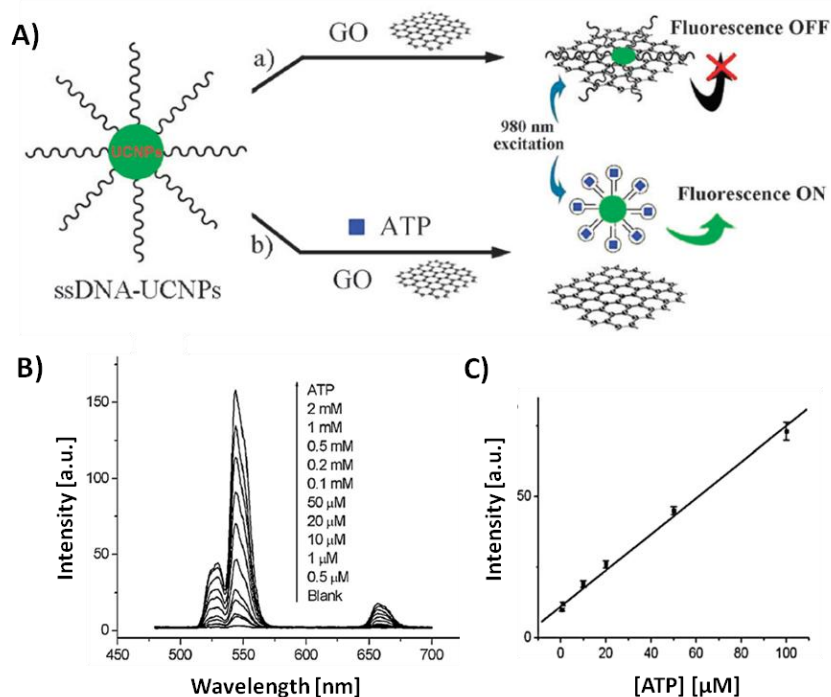 A)
GO
a)
Fluorescence OFF
UCNPs
980 nm
excitation
ATP
b)
GO
Fluorescence ON
ssDNA-UCNPs
B)
Intensity [a.u.]
150
100
50
0
ATP
2 mM
1 mM
0.5 mM
0.2 mM
0.1 mM
50 μM
20 μM
10 μM
1 μM
0.5 μM
Blank
450 500 550 600 650 700
Wavelength [nm]
C)
Intensity [a.u.]
50
0
0 20 40 60 80 100
[ATP] [μM]